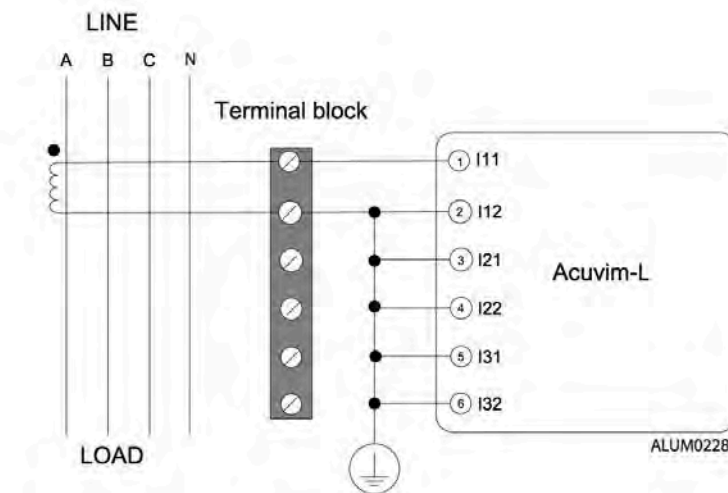 LINE
A B C N
Terminal block
1 I11
2 I12
3 I21
Acuvim-L
4 I22
5 I31
6 I32
ALUM0228
LOAD